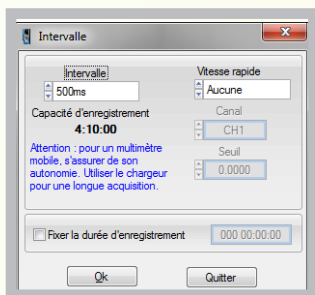 Intervalle
Intervalle
Vitesse rapide
500ms
Aucune
Capacité d'enregistrement
4:10:00
Canal
CH1
Attention : pour un multimètre
mobile, s'assurer de son
autonomie. Utiliser le chargeur
pour une longue acquisition.
Seuil
0.0000
Fixer la durée d'enregistrement
000 00:00:00
Ok
Quitter